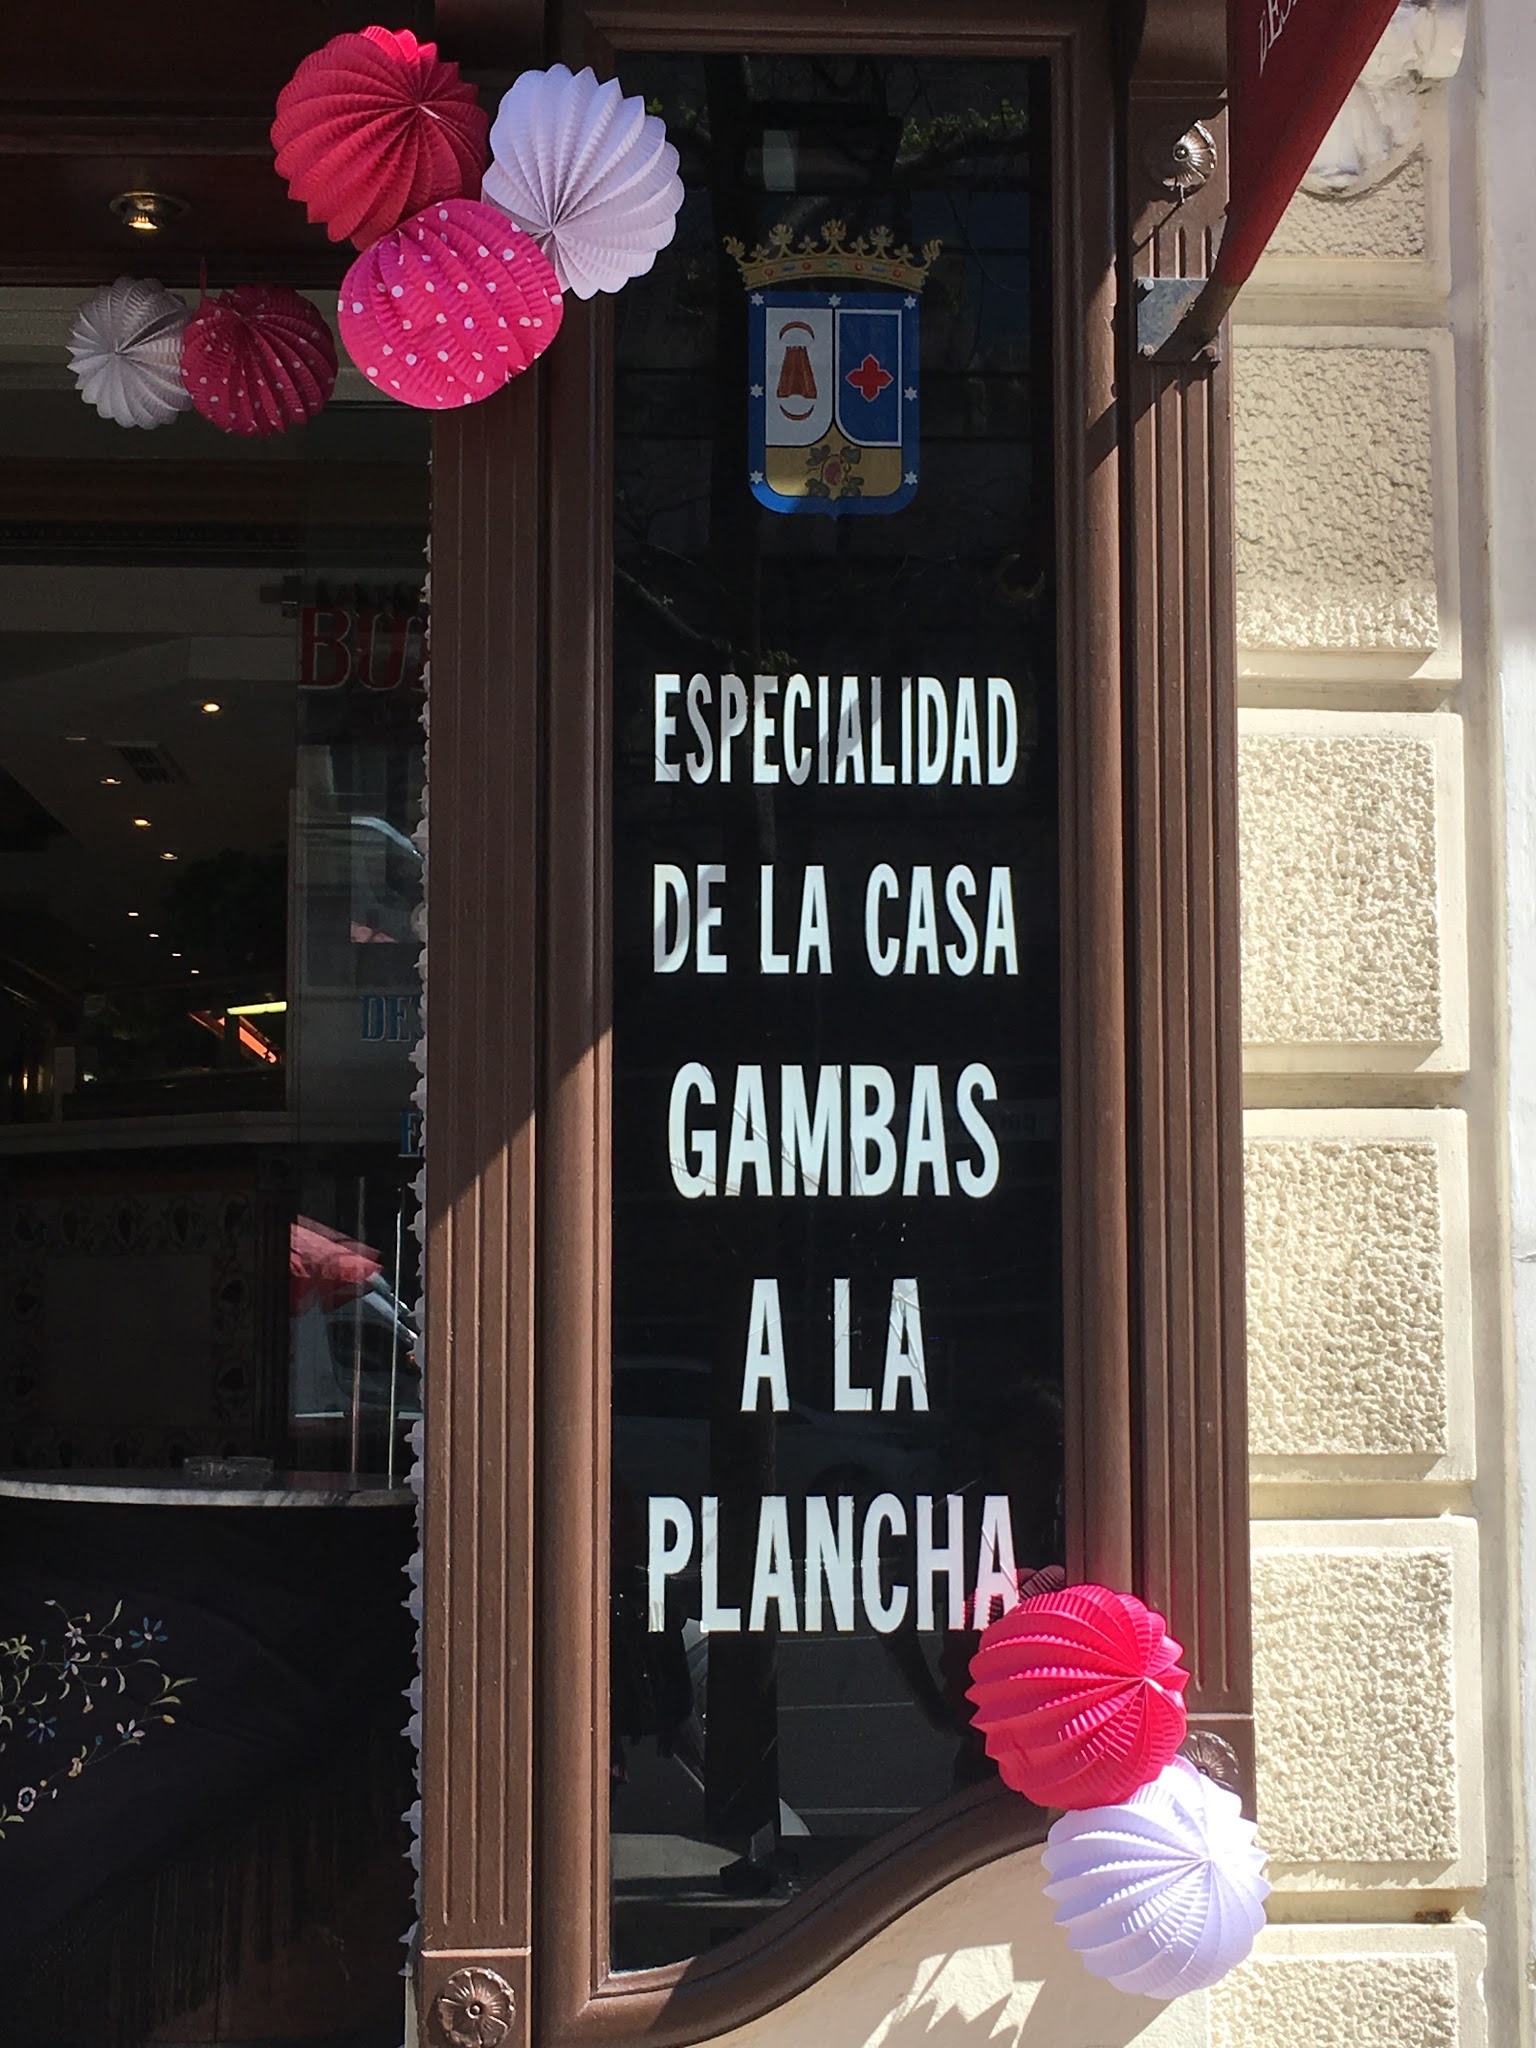 ESPECIALIDAD
DE LA CASA
GAMBAS
A LA
PLANCHA